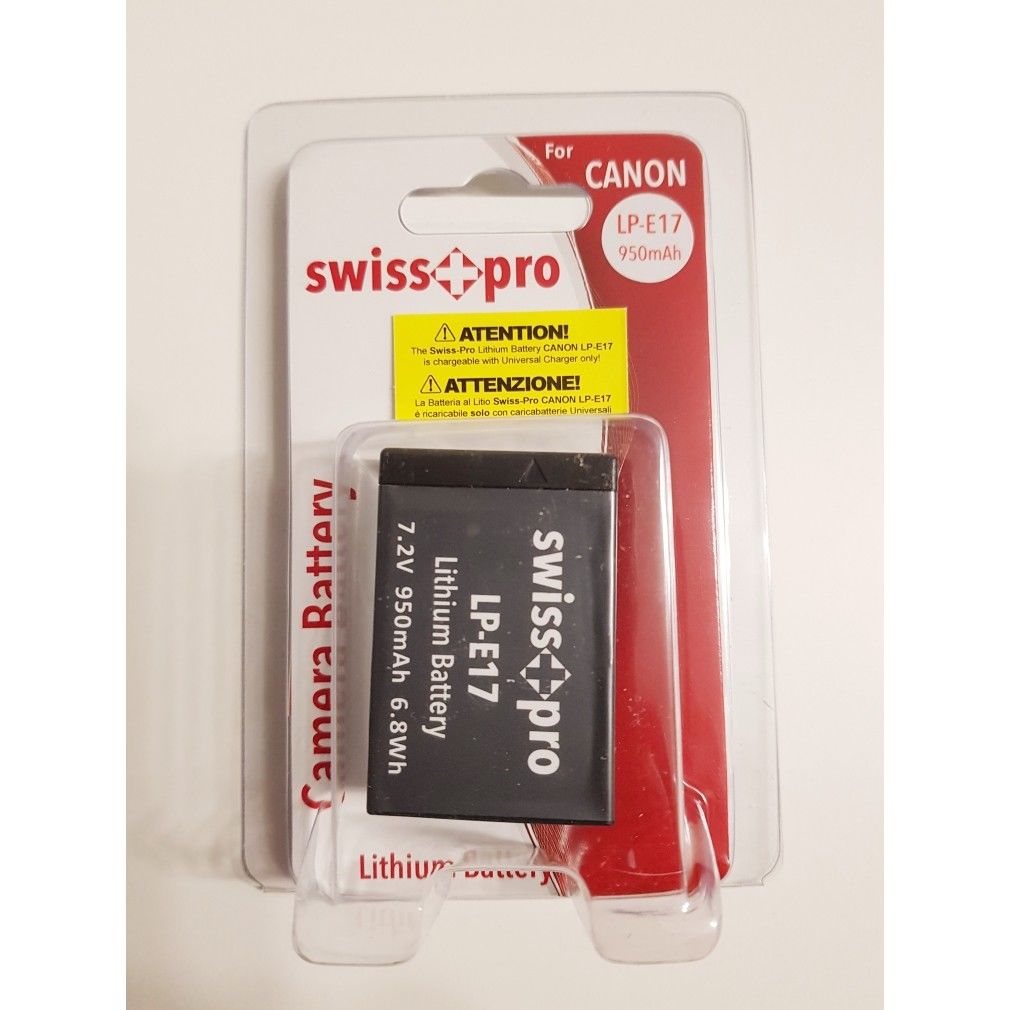 For
CANON
LP-E17
950mAh
swiss pro
ATENTION!
The Swiss-Pro Lithium Battery CANON LP-E17
is chargeable with Universal Charger only!
ATTENZIONE!
La Batteria al Litio Swiss-Pro CANON LP-E17
é ricaricabile solo con caricabatterie Universali
Camera Battery
swiss pro
LP-E17
Lithium Battery
7.2V 950mAh 6.8Wh
Lithium Battery